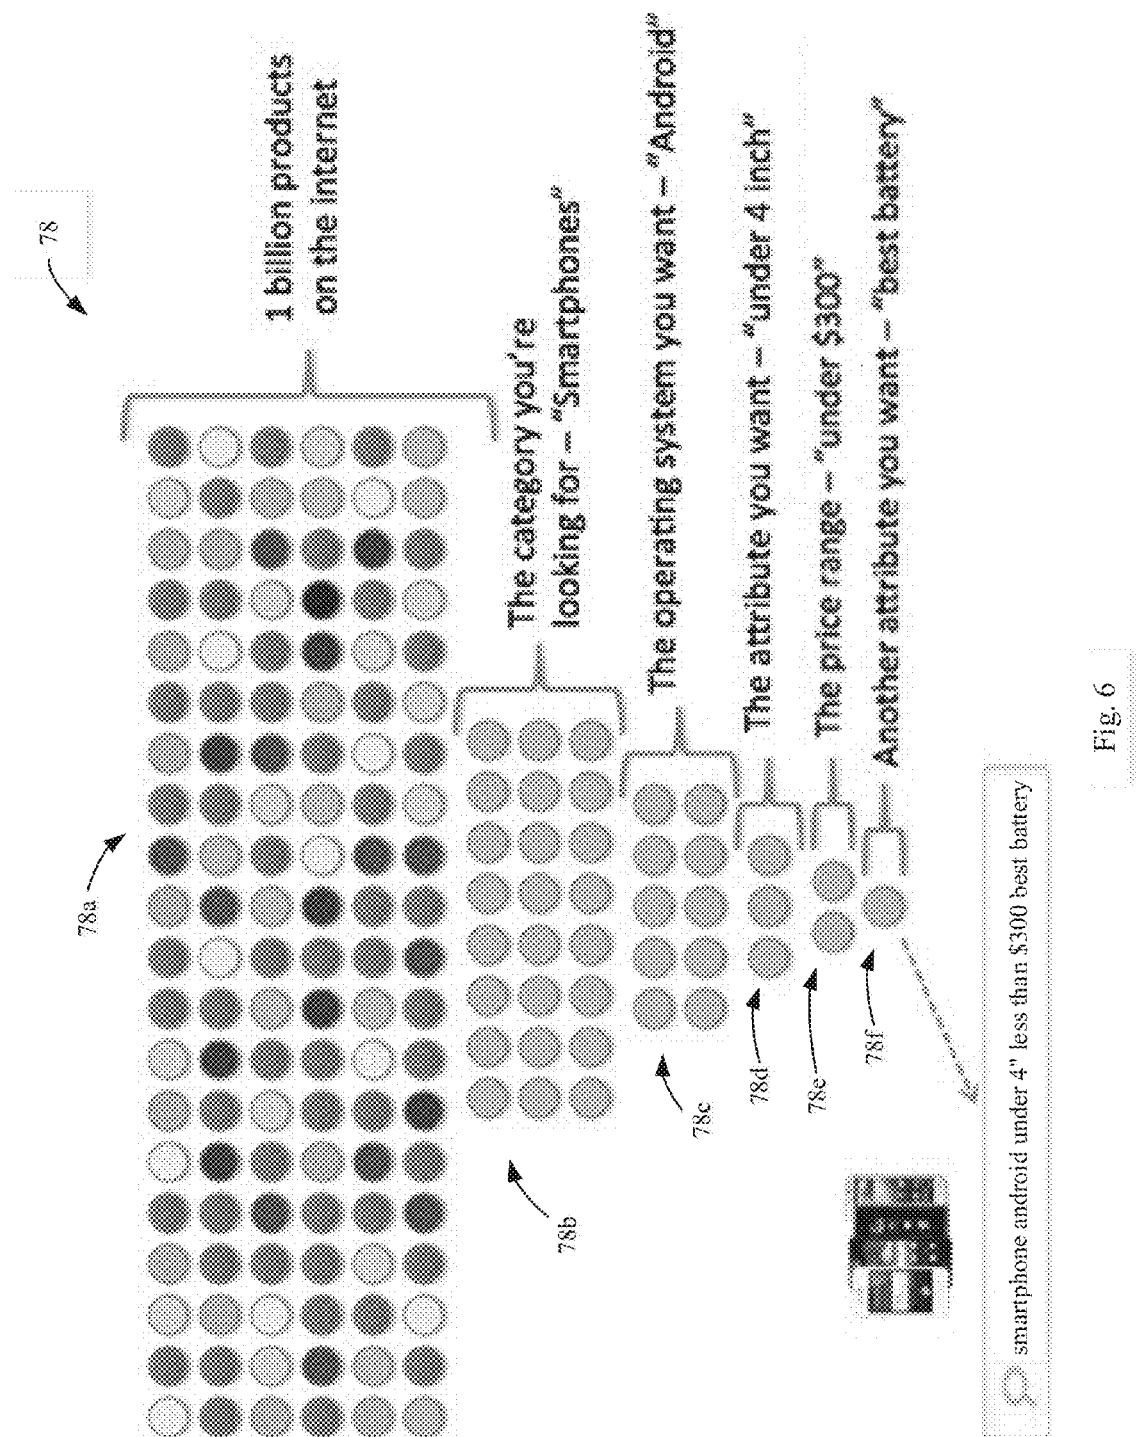 78
78a
1 billion products
on the internet
78b
The category you're
looking for – "Smartphones"
78c
The operating system you want – "Android"
78d
The attribute you want – "under 4 inch"
78e
The price range – "under $300"
78f
Another attribute you want – "best battery"
smartphone android under 4" less than $300 best battery
Fig. 6